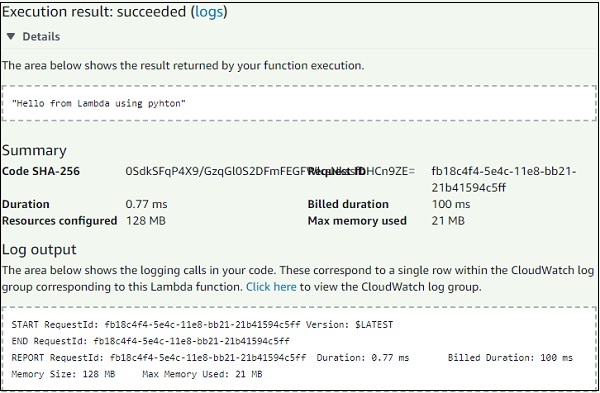 Execution result: succeeded (logs)
Details
The area below shows the result returned by your function execution.
"Hello from Lambda using pyhton"
Summary
Code SHA-256
Request ID
fb18c4f4-5e4c-11e8-bb21-
21b41594c5ff
Duration 0.77 ms Billed duration 100 ms
Resources configured 128 MB Max memory used 21 MB
Log output
The area below shows the logging calls in your code. These correspond to a single row within the CloudWatch log
group corresponding to this Lambda function. Click here to view the CloudWatch log group.
START RequestId: fb18c4f4-5e4c-11e8-bb21-21b41594c5ff Version: $LATEST
END RequestId: fb18c4f4-5e4c-11e8-bb21-21b41594c5ff
REPORT RequestId: fb18c4f4-5e4c-11e8-bb21-21b41594c5ff Duration: 0.77 ms Billed Duration: 100 ms
Memory Size: 128 MB Max Memory Used: 21 MB